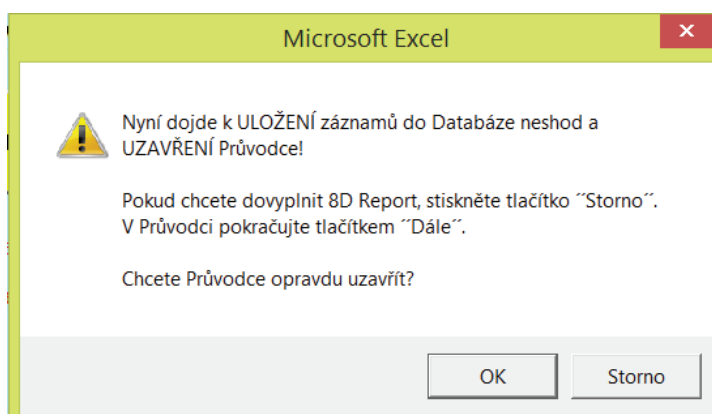 Microsoft Excel
Nyní dojde k ULOŽENÍ záznamů do Databáze neshod a
UZAVŘENÍ Průvodce!
Pokud chcete dovyplnit 8D Report, stiskněte tlačítko ´´Storno´´.
V Průvodci pokračujte tlačítkem ´´Dále´´.
Chcete Průvodce opravdu uzavřít?
OK
Storno